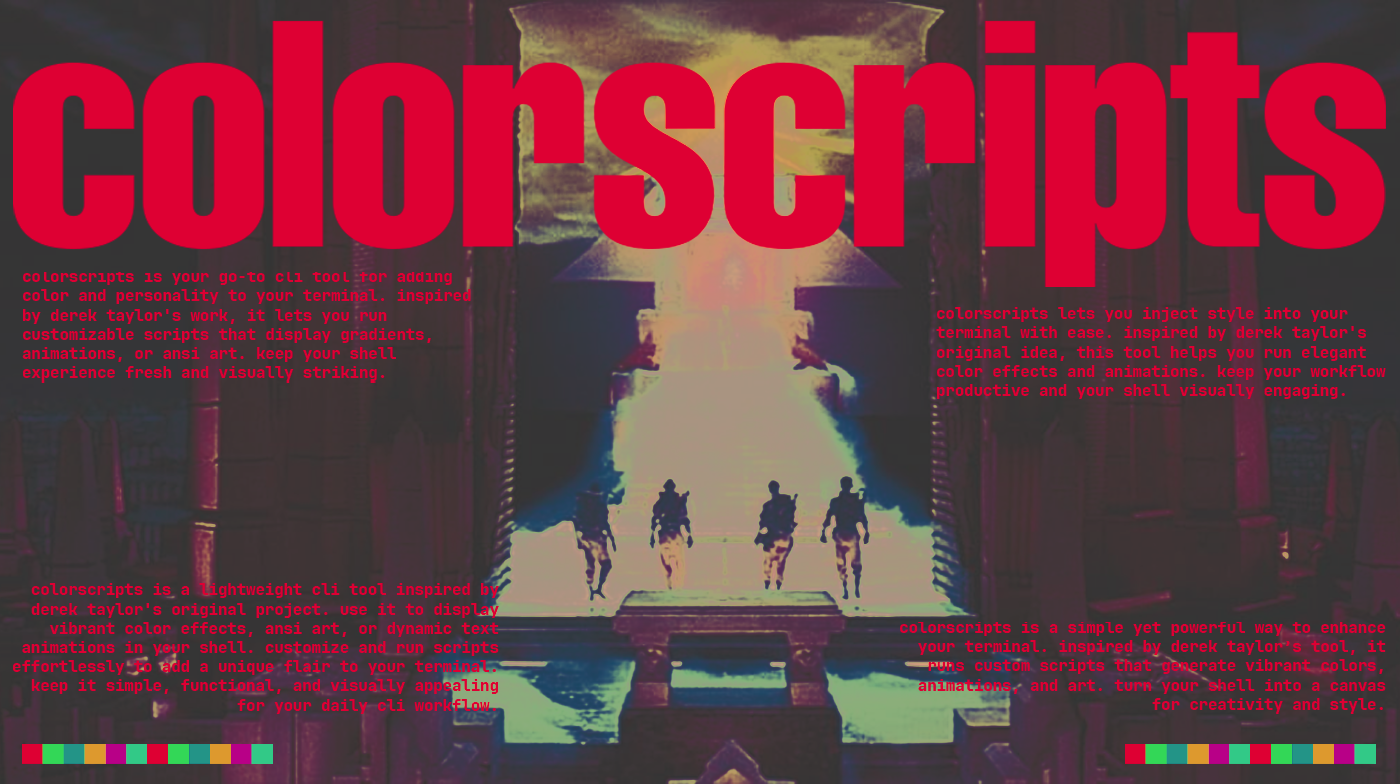 colorscripts
colorscripts is your go-to cli tool for adding
color and personality to your terminal. inspired
by derek taylor's work, it lets you run
customizable scripts that display gradients,
animations, or ansi art. keep your shell
experience fresh and visually striking.
colorscripts lets you inject style into your
terminal with ease. inspired by derek taylor's
original idea, this tool helps you run elegant
color effects and animations. keep your workflow
productive and your shell visually engaging.
colorscripts is a lightweight cli tool inspired by
derek taylor's original project. use it to display
vibrant color effects, ansi art, or dynamic text
animations in your shell. customize and run scripts
effortlessly to add a unique flair to your terminal.
keep it simple, functional, and visually appealing
for your daily cli workflow.
colorscripts is a simple yet powerful way to enhance
your terminal. inspired by derek taylor's tool, it
runs custom scripts that generate vibrant colors,
animations, and art. turn your shell into a canvas
for creativity and style.